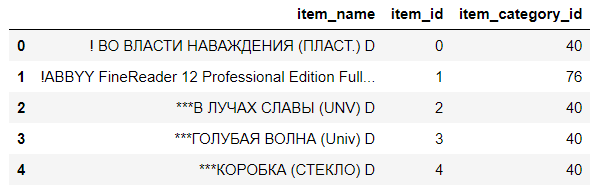 item_name item_id item_category_id
0 ! ВО ВЛАСТИ НАВАЖДЕНИЯ (ПЛАСТ.) D 0 40
1 !ABBYY FineReader 12 Professional Edition Full... 1 76
2 ***В ЛУЧАХ СЛАВЫ (UNV) D 2 40
3 ***ГОЛУБАЯ ВОЛНА (Univ) D 3 40
4 ***КОРОБКА (СТЕКЛО) D 4 40